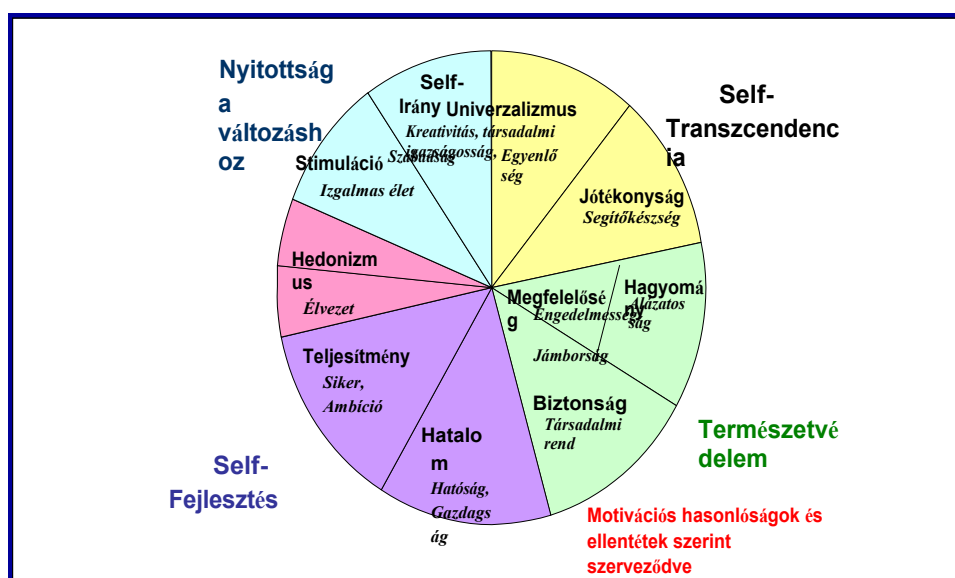 Nyitottság
a
változásh
oz
Self-
Irány
Univerzalizmus
Kreativitás, társadalmi
igazságosság,
Szabadság
Egyenlő
ség
Self-
Transzcendenc
ia
Stimuláció
Izgalmas élet
Jótékonyság
Segítőkészség
Hedonizm
us
Élvezet
Megfelelősé
g
Engedelmesség
Jámborság
Hagyomá
ny
Alázatos
ság
Teljesítmény
Siker,
Ambíció
Biztonság
Társadalmi
rend
Hatalo
m
Hatóság,
Gazdags
ág
Természetvé
delem
Self-
Fejlesztés
Motivációs hasonlóságok és
ellentétek szerint
szerveződve